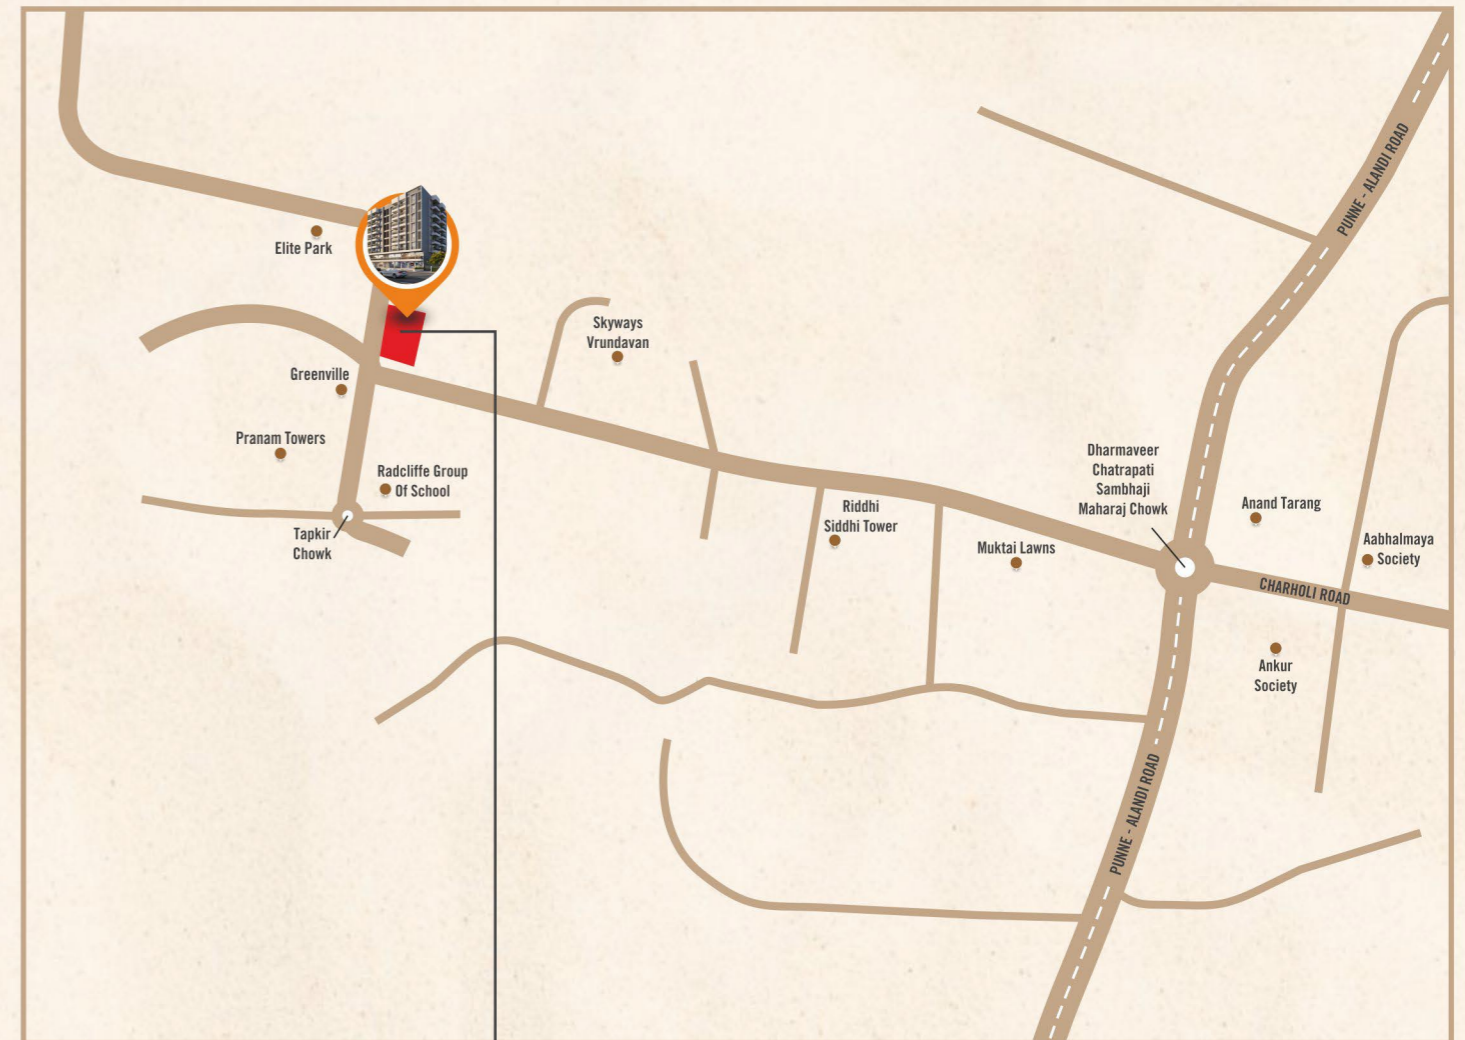 PUNNE - ALANDI ROAD
Elite Park
Skyways
Vrundavan
Greenville
Pranam Towers
Radcliffe Group
Of School
Tapkir
Chowk
Riddhi
Siddhi Tower
Muktai Lawns
Dharmaveer
Chatrapati
Sambhaji
Maharaj Chowk
Anand Tarang
Aabhalmaya
Society
CHARHOLI ROAD
Ankur
Society
PUNNE - ALANDI ROAD